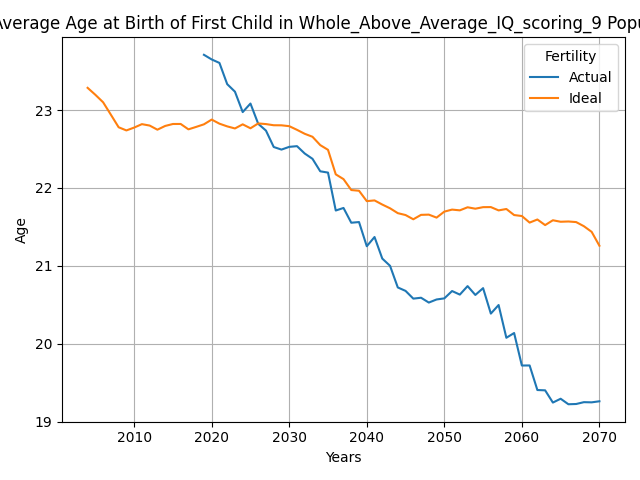 Average Age at Birth of First Child in Whole_Above_Average_IQ_scoring_9
Fertility
Actual
Ideal
Age
23
22
21
20
19
2010 2020 2030 2040 2050 2060 2070
Years